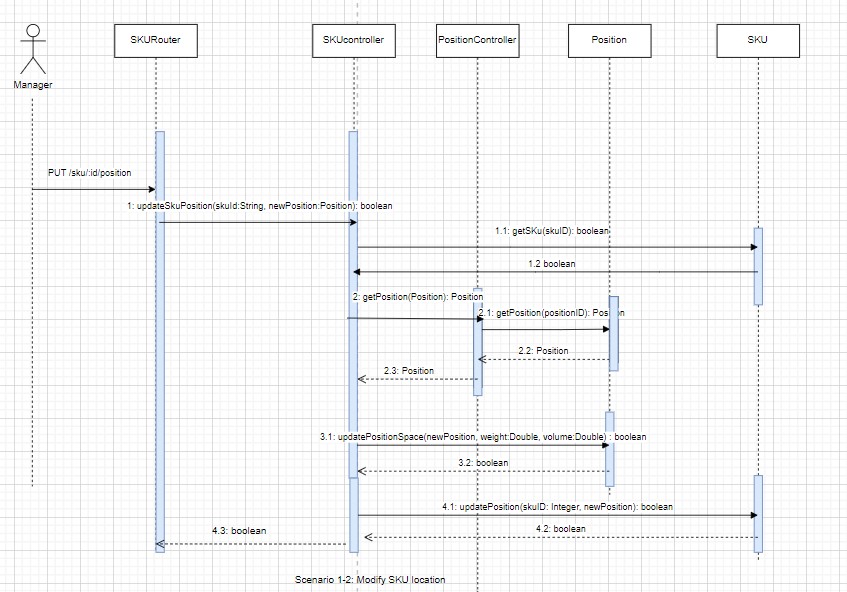 SKURouter
SKUcontroller
PositionController
Position
SKU
Manager
PUT /sku/:id/position
1: updateSkuPosition(skuId:String, newPosition:Position): boolean
1.1: getSKu(skuID): boolean
1.2 boolean
2: getPosition(Position): Position
2.1: getPosition(positionID): Position
2.2: Position
2.3: Position
3.1: updatePositionSpace(newPosition, weight:Double, volume:Double) : boolean
3.2: boolean
4.1: updatePosition(skuID: Integer, newPosition): boolean
4.2: boolean
4.3: boolean
Scenario 1-2: Modify SKU location